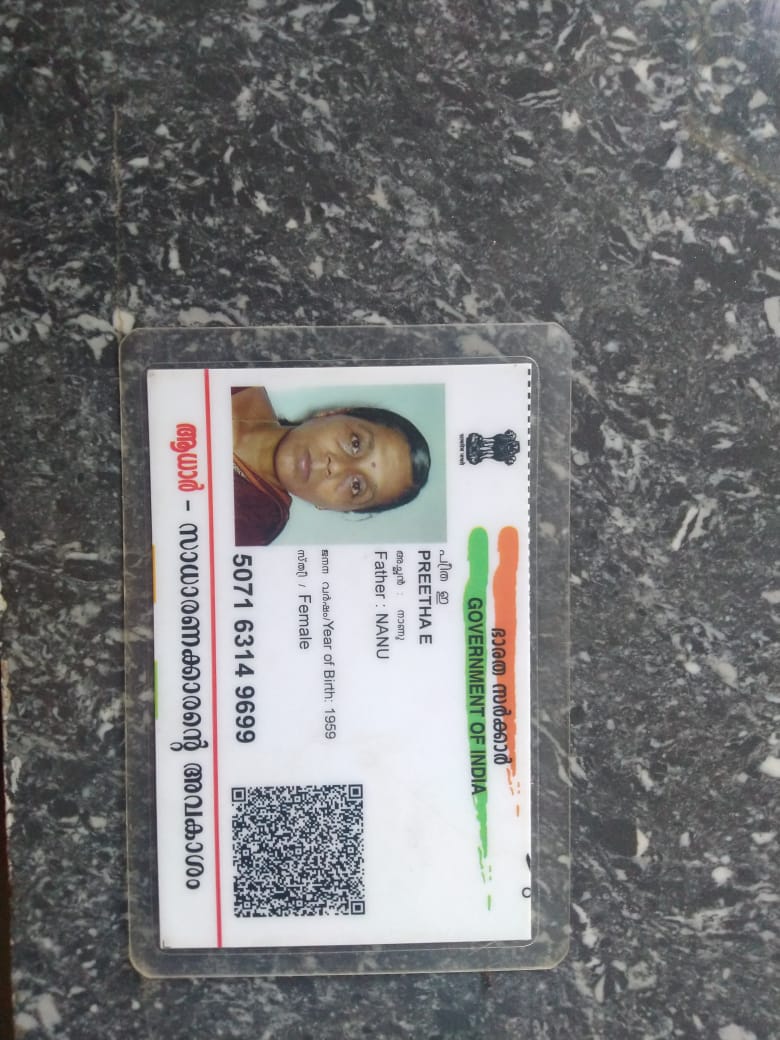 ഭാരത സർക്കാർ
GOVERNMENT OF INDIA
പ്രീത ഇ
PREETHA E
അച്ഛൻ : നാണു
Father : NANU
ജനന വർഷം/Year of Birth: 1959
സ്ത്രീ / Female
5071 6314 9699
ആധാർ - സാധാരണക്കാരന്റെ അവകാശം